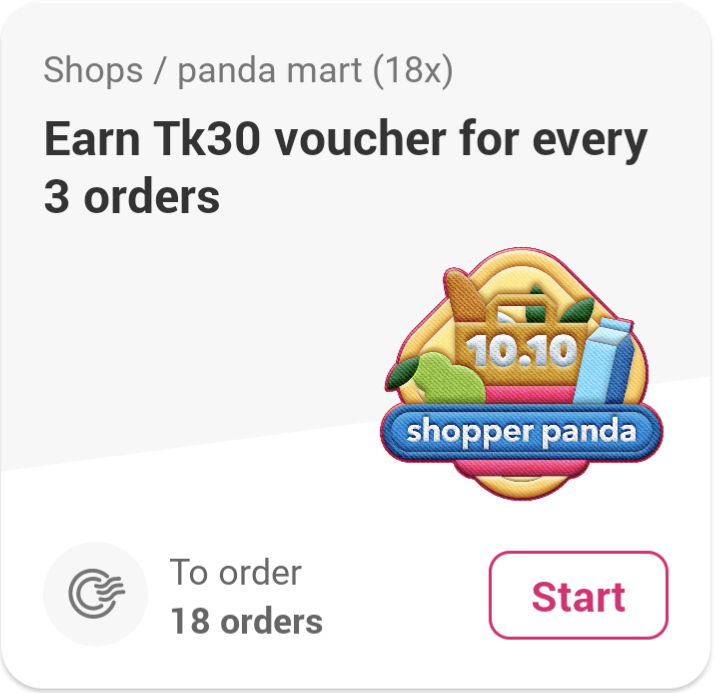 Shops / panda mart (18x)
Earn Tk30 voucher for every
3 orders
10.10
shopper panda
To order
18 orders
Start